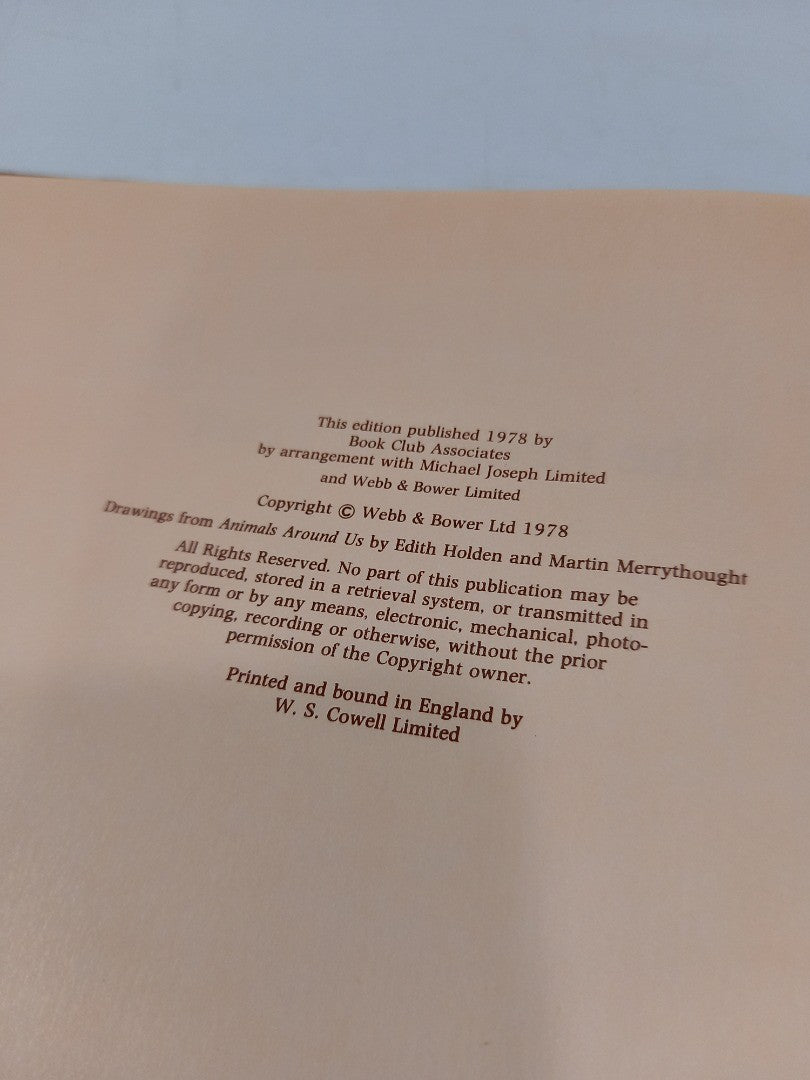 This edition published 1978 by
Book Club Associates
by arrangement with Michael Joseph Limited
and Webb & Bower Limited
Copyright © Webb & Bower Ltd 1978
Drawings from Animals Around Us by Edith Holden and Martin Merrythought
All Rights Reserved. No part of this publication may be
reproduced, stored in a retrieval system, or transmitted in
any form or by any means, electronic, mechanical, photo-
copying, recording or otherwise, without the prior
permission of the Copyright owner.
Printed and bound in England by
W. S. Cowell Limited